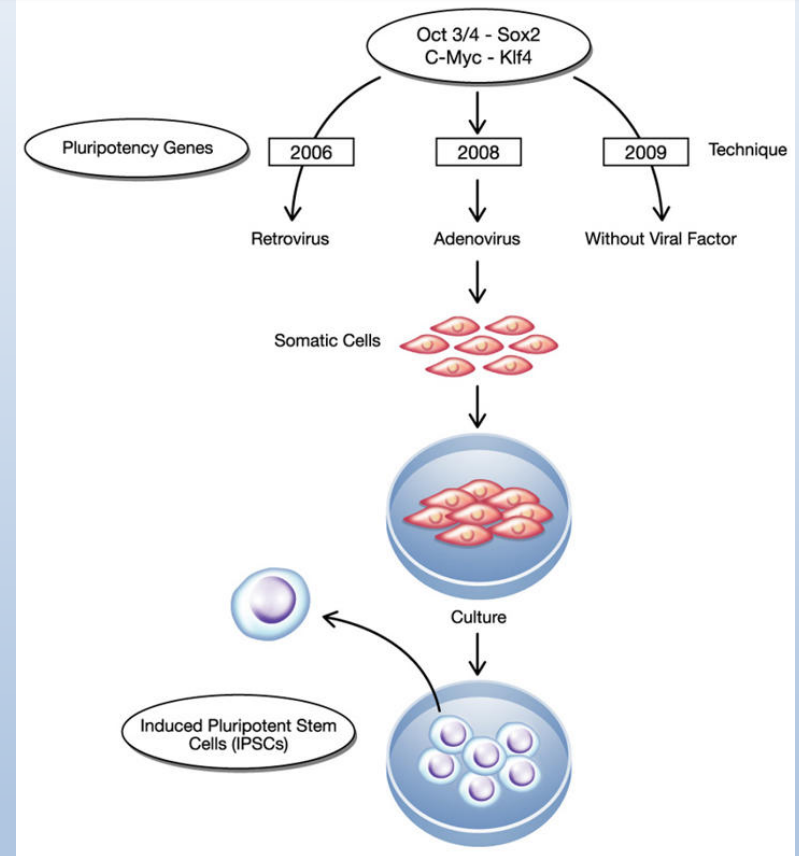 Oct 3/4 - Sox2
C-Myc - Klf4
Pluripotency Genes
2006
2008
2009
Technique
Retrovirus
Adenovirus
Without Viral Factor
Somatic Cells
Culture
Induced Pluripotent Stem
Cells (IPSCs)